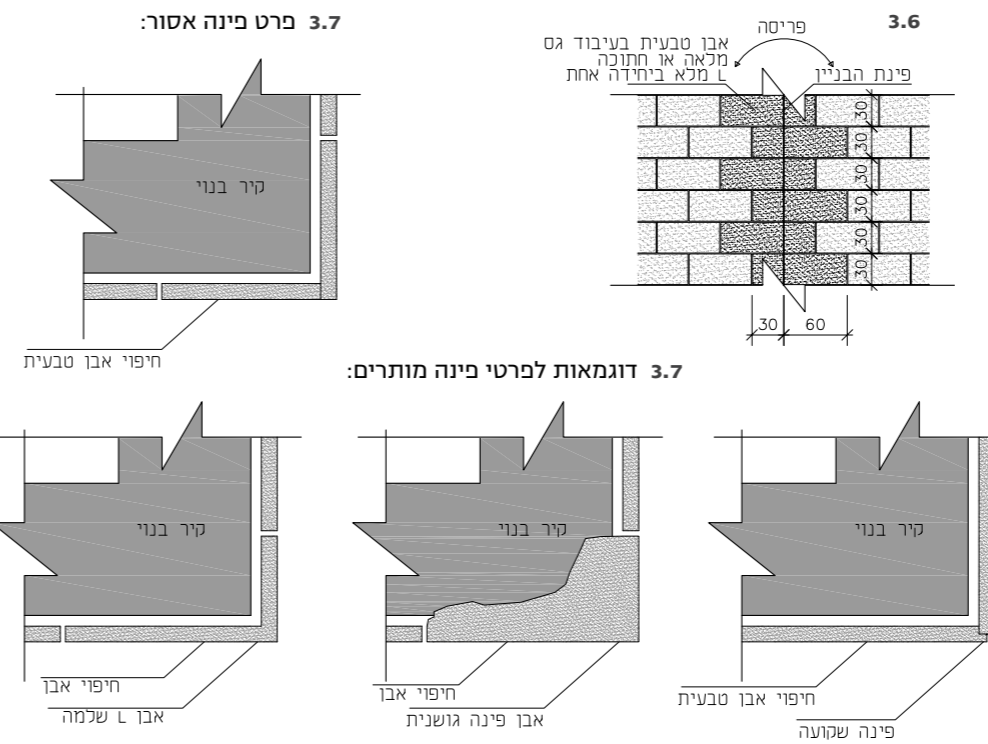 3.6
פריסה
אבן טבעית בעיבוד גס
מלאה או חתוכה
L מלא ביחידה אחת
פינת הבניין
30
30
30
30
30
30
30
60
3.7 פרט פינה אסור:
קיר בנוי
חיפוי אבן טבעית
3.7 דוגמאות לפרטי פינה מותרים:
קיר בנוי
חיפוי אבן טבעית
פינה שקועה
קיר בנוי
חיפוי אבן
אבן פינה גושנית
קיר בנוי
חיפוי אבן
אבן L שלמה